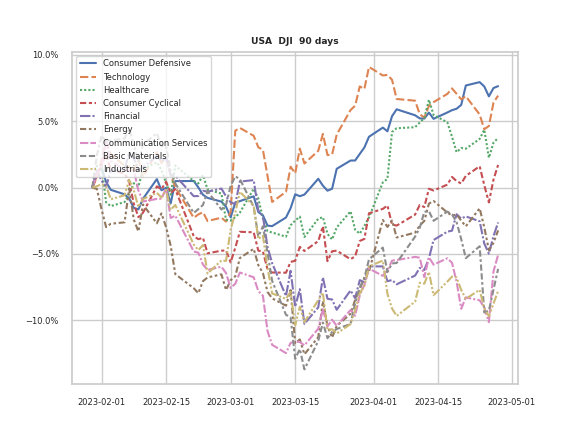 USA  DJI  90 days
10.0%
5.0%
0.0%
−5.0%
−10.0%
Consumer Defensive
Technology
Healthcare
Consumer Cyclical
Financial
Energy
Communication Services
Basic Materials
Industrials
2023-02-01
2023-02-15
2023-03-01
2023-03-15
2023-04-01
2023-04-15
2023-05-01